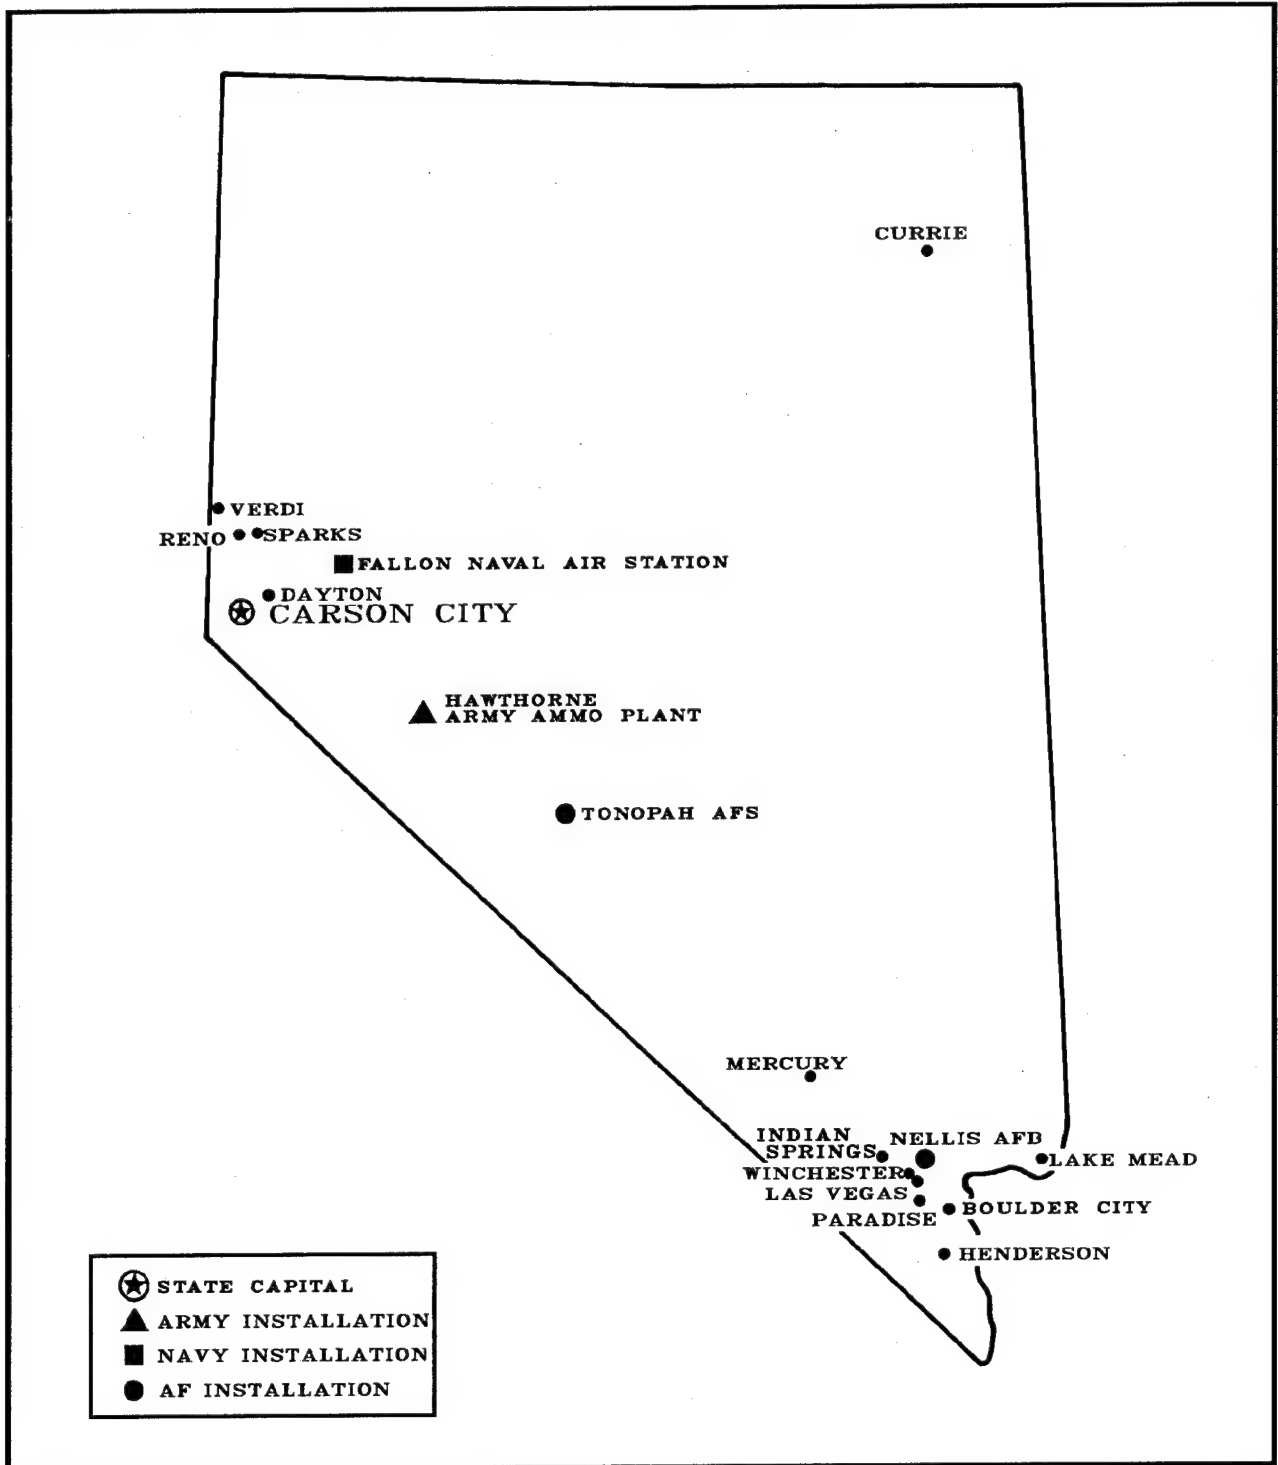 CURRIE
VERDI
RENO
SPARKS
FALLON NAVAL AIR STATION
DAYTON
CARSON CITY
HAWTHORNE
ARMY AMMO PLANT
TONOPAH AFS
MERCURY
INDIAN
SPRINGS
NELLIS AFB
LAKE MEAD
WINCHESTER
LAS VEGAS
PARADISE
BOULDER CITY
HENDERSON
STATE CAPITAL
ARMY INSTALLATION
NAVY INSTALLATION
AF INSTALLATION